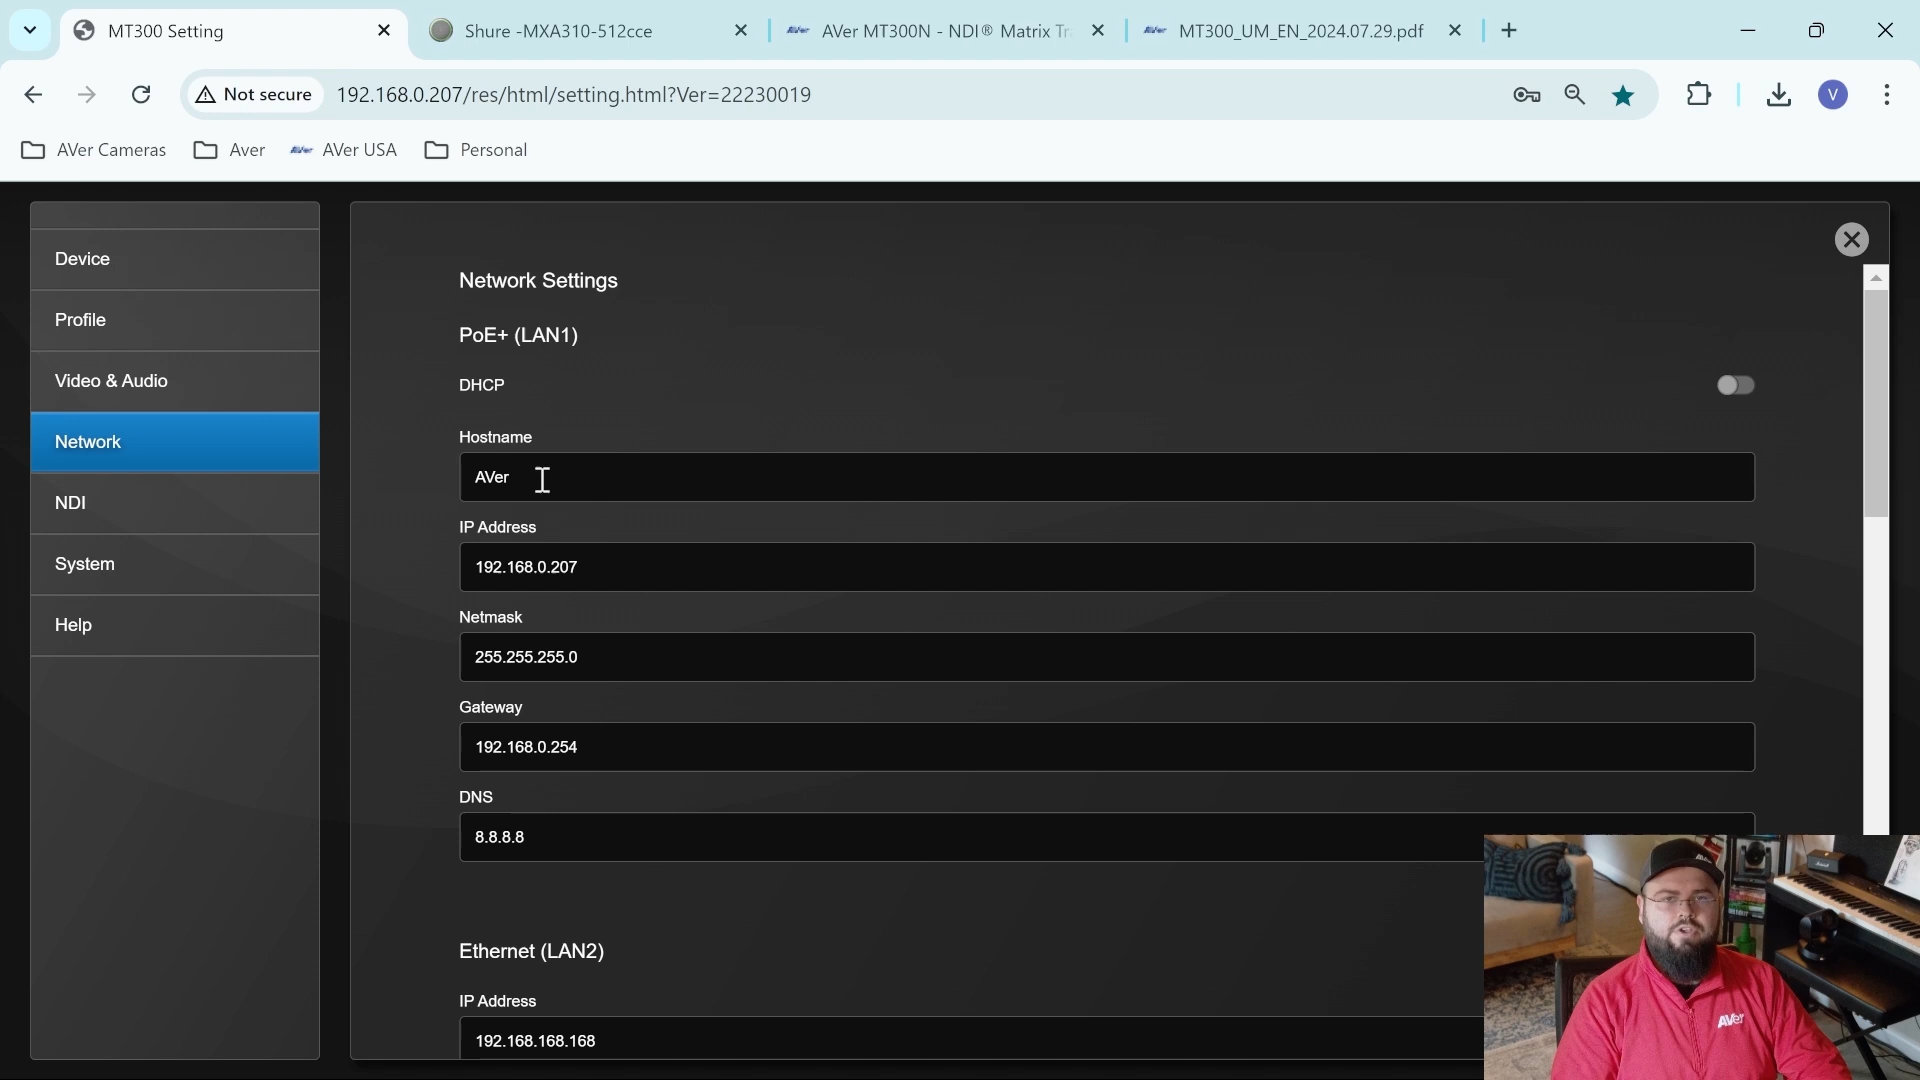 MT300 Setting
Shure -MXA310-512cce
AVer MT300N - NDI® Matrix Tr
MT300_UM_EN_2024.07.29.pdf
Not secure
192.168.0.207/res/html/setting.html?Ver=22230019
V
AVer Cameras
Aver
AVer USA
Personal
Device
Profile
Video & Audio
Network
NDI
System
Help
Network Settings
PoE+ (LAN1)
DHCP
Hostname
AVer
IP Address
192.168.0.207
Netmask
255.255.255.0
Gateway
192.168.0.254
DNS
8.8.8.8
Ethernet (LAN2)
IP Address
192.168.168.168
AVer